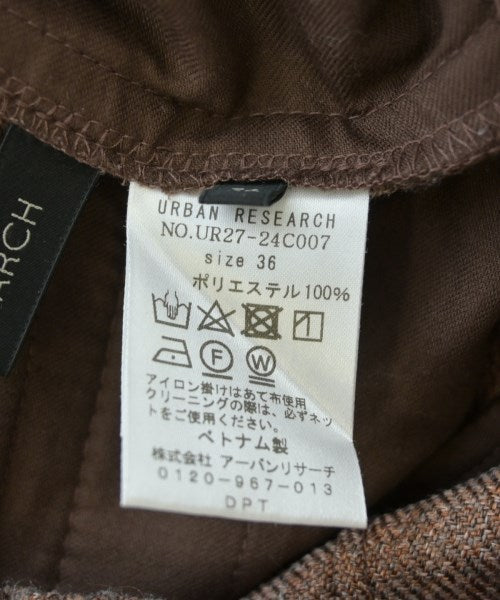 ARCH
URBAN RESEARCH
NO.UR27-24C007
size 36
ポリエステル100%
F W
アイロン掛けはあて布使用
クリーニングの際は、必ずネッ
トをご使用ください。
ベトナム製
株式会社 アーバンリサーチ
0120-967-013
DPT